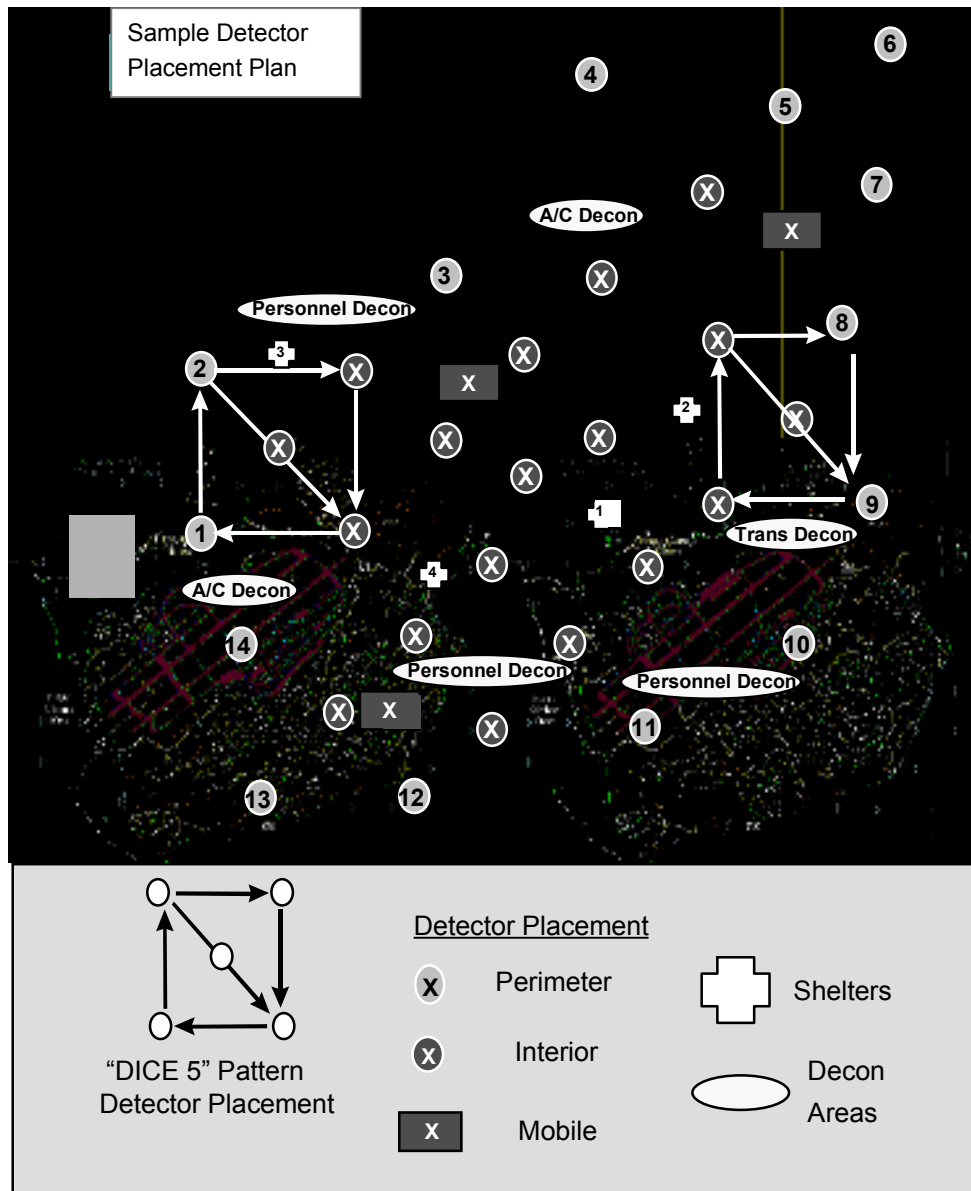 Sample Detector
Placement Plan
6
4
5
7
X
A/C Decon
X
3
X
Personnel Decon
8
X
3
X
2
X
X
2
X
X
X
X
X
X
9
1
1
X
Trans Decon
X
X
4
A/C Decon
X
X
14
10
Personnel Decon
Personnel Decon
X
X
11
X
13
12
Detector Placement
X
Perimeter
Shelters
X
Interior
"DICE 5" Pattern
Detector Placement
Decon
Areas
X
Mobile